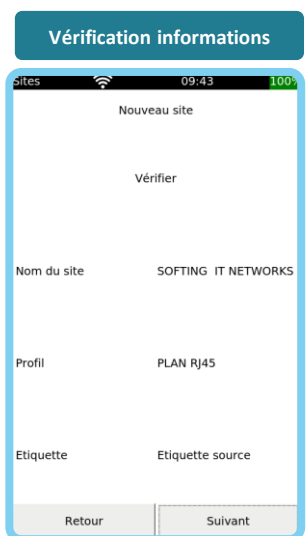 Vérification informations
Sites 09:43 100%
Nouveau site
Vérifier
Nom du site SOFTING IT NETWORKS
Profil PLAN RJ45
Etiquette Etiquette source
Retour Suivant